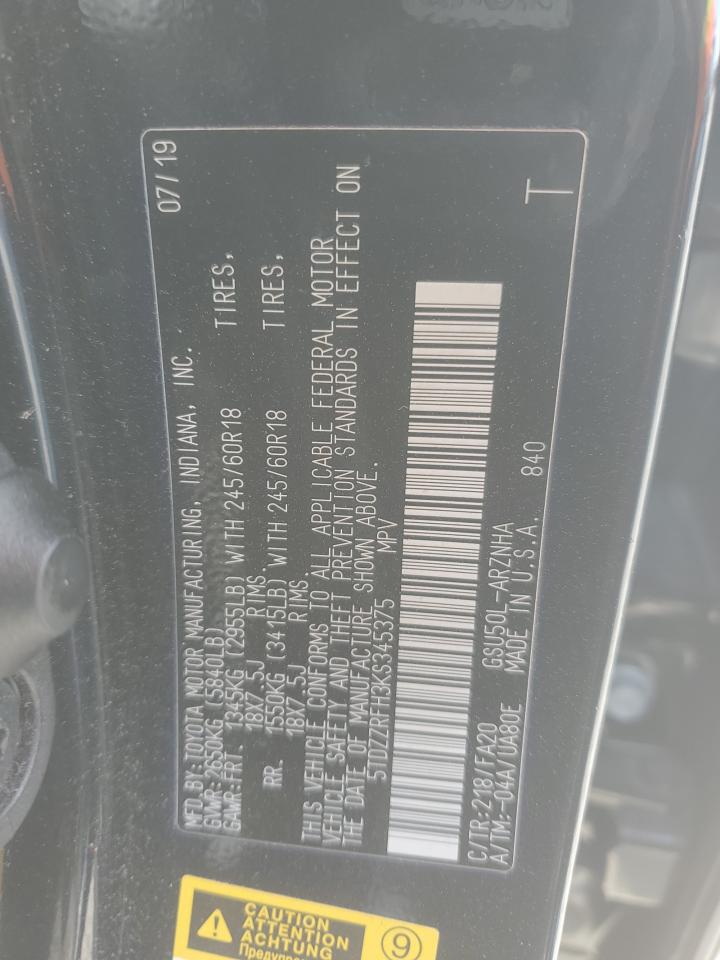 MFD.BY:TOYOTA MOTOR MANUFACTURING, INDIANA, INC. 07/19
GVWR:2650KG (5840LB)
GAWR:FRT. 1345KG (2955LB) WITH 245/60R18 TIRES,
18X7.5J RIMS.
RR. 1550KG (3415LB) WITH 245/60R18 TIRES,
18X7.5J RIMS.
THIS VEHICLE CONFORMS TO ALL APPLICABLE FEDERAL MOTOR
VEHICLE SAFETY AND THEFT PREVENTION STANDARDS IN EFFECT ON
THE DATE OF MANUFACTURE SHOWN ABOVE.
5TDZZRFH3KS345375 MPV
C/TR:218/FA20 GSU50L-ARZNHA 840
A/TM:-04A/UA80E MADE IN U.S.A. T
CAUTION
ATTENTION
ACHTUNG
9